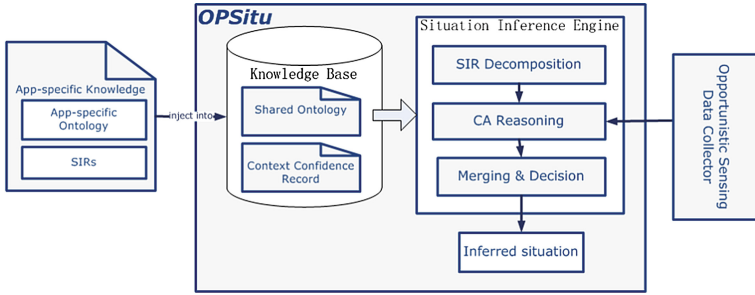 OPSitu
App-specific Knowledge
App-specific
Ontology
SIRs
inject into
Knowledge Base
Shared Ontology
Context Confidence
Record
Situation Inference Engine
SIR Decomposition
CA Reasoning
Merging & Decision
Inferred situation
Opportunistic Sensing
Data Collector